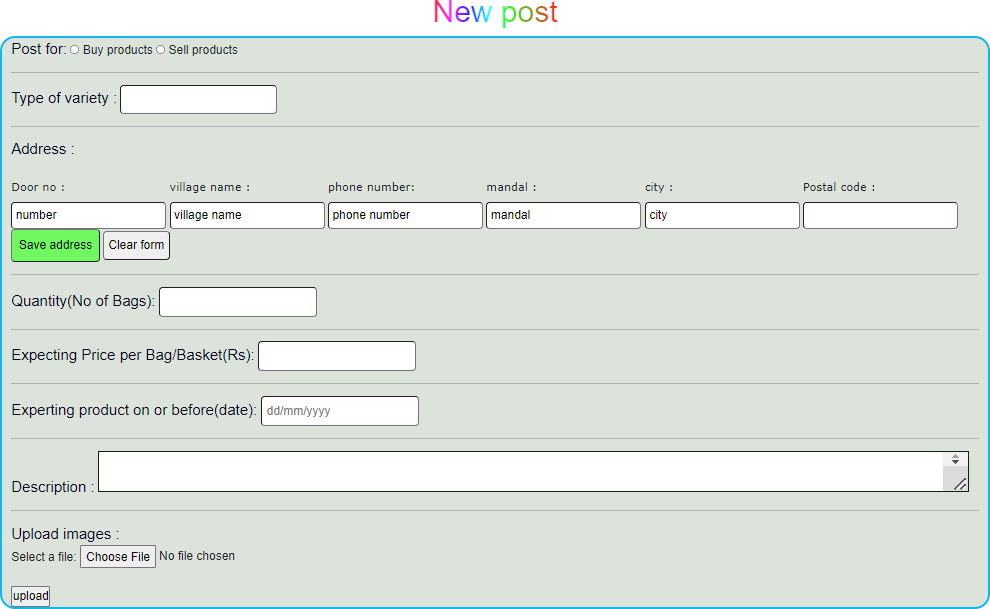 New post
Post for: Buy products Sell products
Type of variety :
Address :
Door no : village name : phone number: mandal : city : Postal code :
number village name phone number mandal city
Save address Clear form
Quantity(No of Bags):
Expecting Price per Bag/Basket(Rs):
Experting product on or before(date): dd/mm/yyyy
Description :
Upload images :
Select a file: Choose File No file chosen
upload